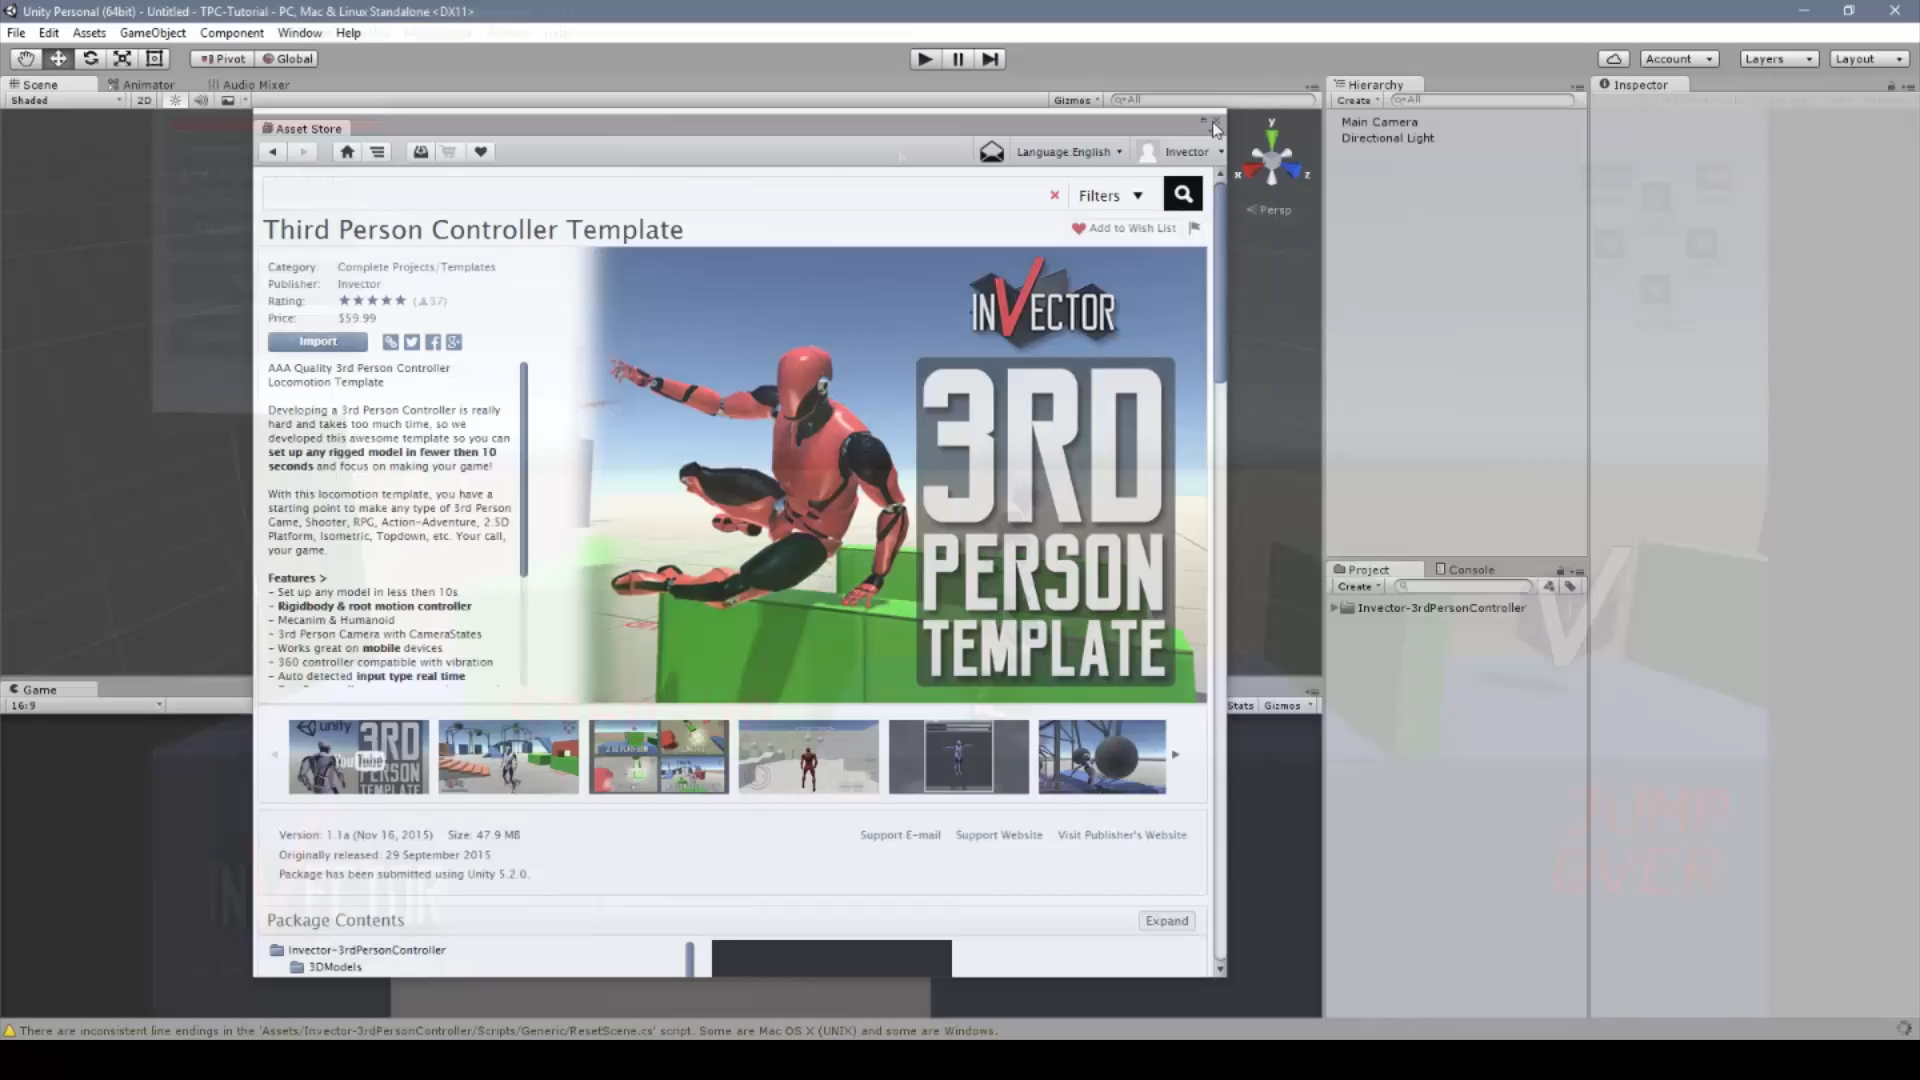 Unity Personal (64bit) - Untitled - TPC-Tutorial - PC, Mac & Linux Standalone <DX11>
File Edit Assets GameObject Component Window Help
Pivot Global
Account Layers Layout
Scene Animator Audio Mixer
Shaded 2D Gizmos All
Hierarchy
Create All
Main Camera
Directional Light
Inspector
Asset Store
Language:English Invector
Filters
y
x z
Persp
Third Person Controller Template
Add to Wish List
Category: Complete Projects/Templates
Publisher: Invector
Rating: (37)
Price: $59.99
Import
AAA Quality 3rd Person Controller
Locomotion Template
Developing a 3rd Person Controller is really
hard and takes too much time, so we
developed this awesome template so you can
set up any rigged model in fewer then 10
seconds and focus on making your game!
With this locomotion template, you have a
starting point to make any type of 3rd Person
Game, Shooter, RPG, Action-Adventure, 2.5D
Platform, Isometric, Topdown, etc. Your call,
your game.
Features >
- Set up any model in less then 10s
- Rigidbody & root motion controller
- Mecanim & Humanoid
- 3rd Person Camera with CameraStates
- Works great on mobile devices
- 360 controller compatible with vibration
- Auto detected input type real time
INVECTOR
3RD
PERSON
TEMPLATE
Project Console
Create
Invector-3rdPersonController
Game
16:9
Stats Gizmos
unity
3RD
YouTube
PERSON
TEMPLATE
Version: 1.1a (Nov 16, 2015) Size: 47.9 MB
Support E-mail Support Website Visit Publisher's Website
Originally released: 29 September 2015
Package has been submitted using Unity 5.2.0.
Package Contents
Expand
Invector-3rdPersonController
3DModels
INVECTOR
JUMP
OVER
There are inconsistent line endings in the 'Assets/Invector-3rdPersonController/Scripts/Generic/ResetScene.cs' script. Some are Mac OS X (UNIX) and some are Windows.